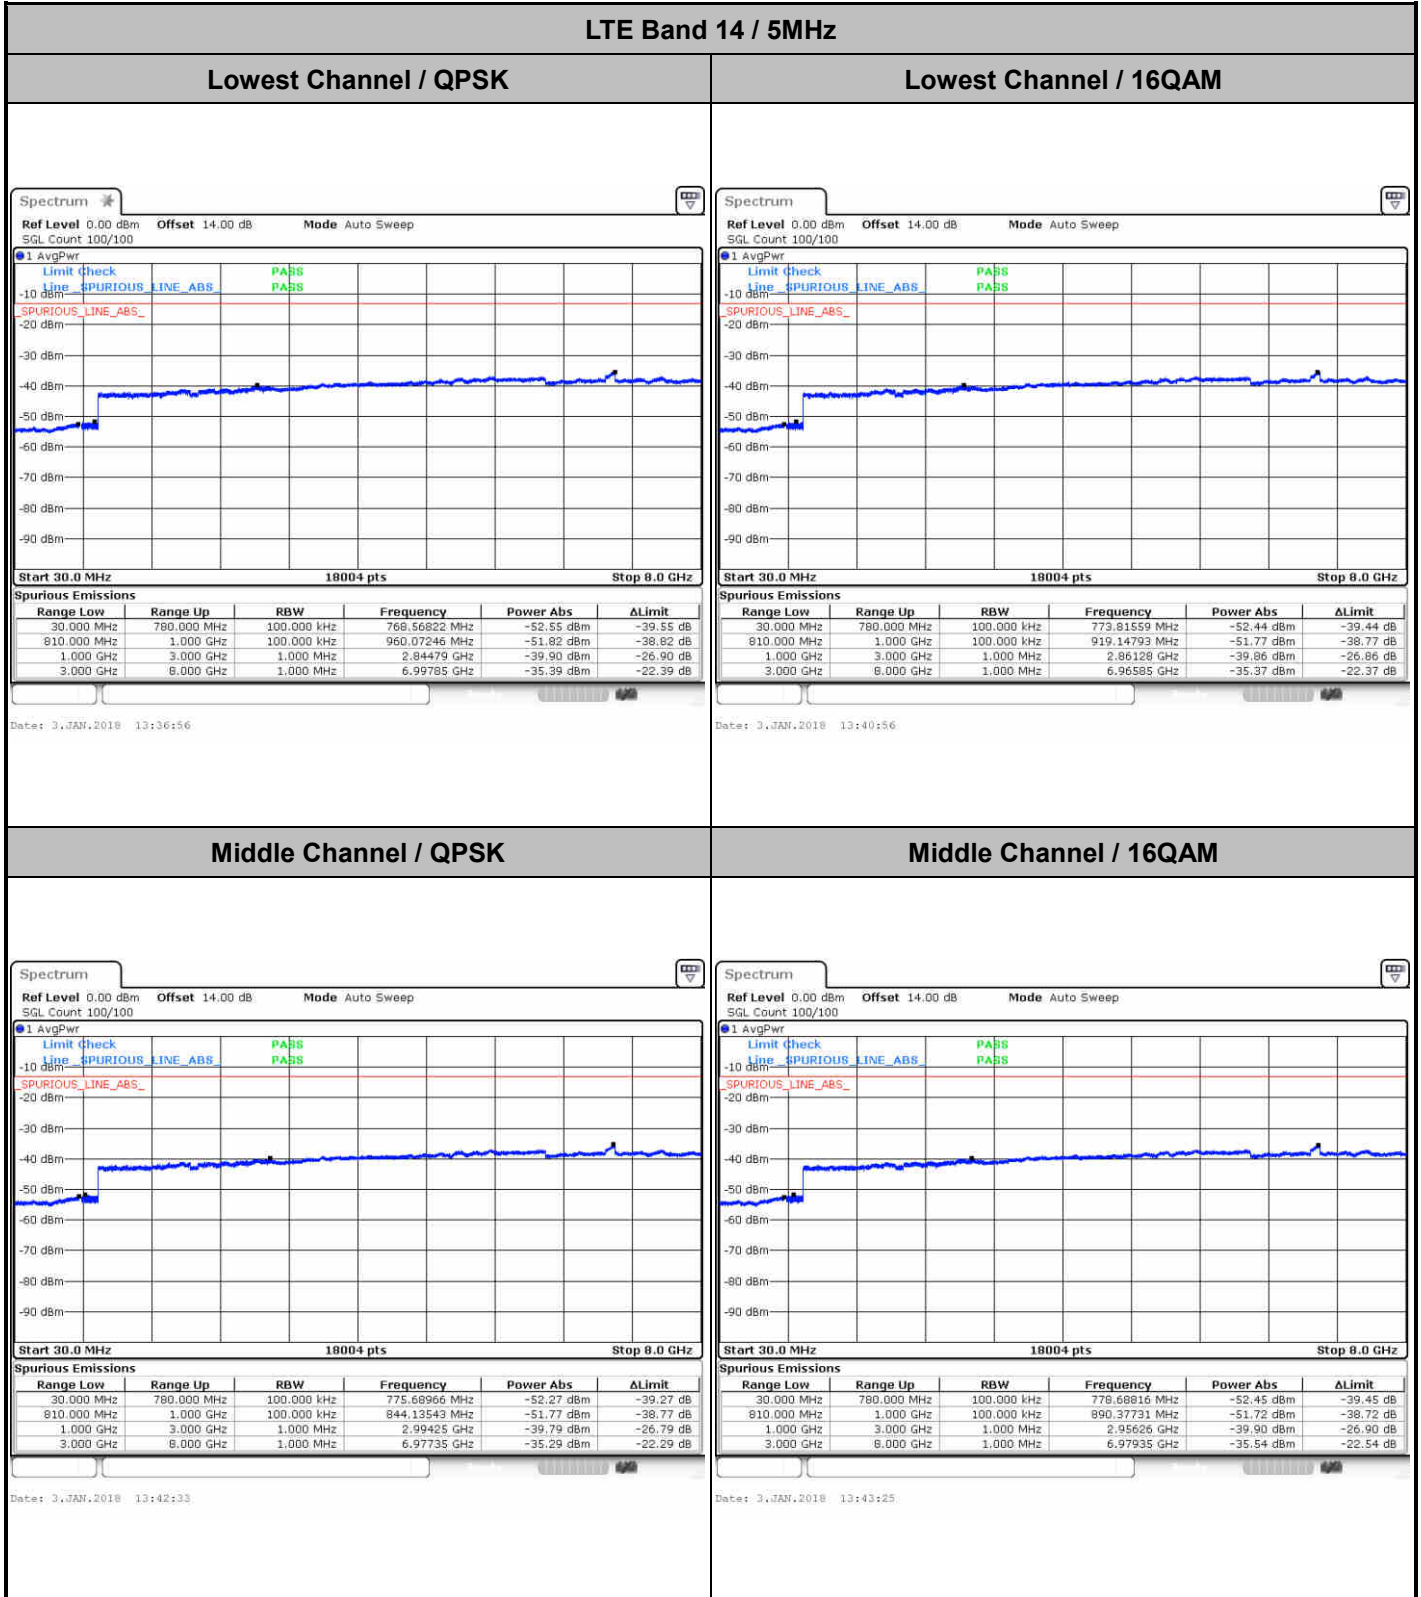 LTE Band 14 / 5MHz
Lowest Channel / QPSK
Lowest Channel / 16QAM
Spectrum
Ref Level 0.00 dBm Offset 14.00 dB Mode Auto Sweep
SGL Count 100/100
1 AvgPwr
Limit Check PASS
Line _SPURIOUS_LINE_ABS_ PASS
-10 dBm
_SPURIOUS_LINE_ABS_
-20 dBm
-30 dBm
-40 dBm
-50 dBm
-60 dBm
-70 dBm
-80 dBm
-90 dBm
Start 30.0 MHz 18004 pts Stop 8.0 GHz
Spurious Emissions
Range Low Range Up RBW Frequency Power Abs ΔLimit
30.000 MHz 780.000 MHz 100.000 kHz 768.56822 MHz -52.55 dBm -39.55 dB
810.000 MHz 1.000 GHz 100.000 kHz 960.07246 MHz -51.82 dBm -38.82 dB
1.000 GHz 3.000 GHz 1.000 MHz 2.84479 GHz -39.90 dBm -26.90 dB
3.000 GHz 8.000 GHz 1.000 MHz 6.99785 GHz -35.39 dBm -22.39 dB
Date: 3.JAN.2018 13:36:56
Spectrum
Ref Level 0.00 dBm Offset 14.00 dB Mode Auto Sweep
SGL Count 100/100
1 AvgPwr
Limit Check PASS
Line _SPURIOUS_LINE_ABS_ PASS
-10 dBm
_SPURIOUS_LINE_ABS_
-20 dBm
-30 dBm
-40 dBm
-50 dBm
-60 dBm
-70 dBm
-80 dBm
-90 dBm
Start 30.0 MHz 18004 pts Stop 8.0 GHz
Spurious Emissions
Range Low Range Up RBW Frequency Power Abs ΔLimit
30.000 MHz 780.000 MHz 100.000 kHz 773.81559 MHz -52.44 dBm -39.44 dB
810.000 MHz 1.000 GHz 100.000 kHz 919.14793 MHz -51.77 dBm -38.77 dB
1.000 GHz 3.000 GHz 1.000 MHz 2.86128 GHz -39.86 dBm -26.86 dB
3.000 GHz 8.000 GHz 1.000 MHz 6.96585 GHz -35.37 dBm -22.37 dB
Date: 3.JAN.2018 13:40:56
Middle Channel / QPSK
Middle Channel / 16QAM
Spectrum
Ref Level 0.00 dBm Offset 14.00 dB Mode Auto Sweep
SGL Count 100/100
1 AvgPwr
Limit Check PASS
Line _SPURIOUS_LINE_ABS_ PASS
-10 dBm
_SPURIOUS_LINE_ABS_
-20 dBm
-30 dBm
-40 dBm
-50 dBm
-60 dBm
-70 dBm
-80 dBm
-90 dBm
Start 30.0 MHz 18004 pts Stop 8.0 GHz
Spurious Emissions
Range Low Range Up RBW Frequency Power Abs ΔLimit
30.000 MHz 780.000 MHz 100.000 kHz 775.68966 MHz -52.27 dBm -39.27 dB
810.000 MHz 1.000 GHz 100.000 kHz 844.13543 MHz -51.77 dBm -38.77 dB
1.000 GHz 3.000 GHz 1.000 MHz 2.99425 GHz -39.79 dBm -26.79 dB
3.000 GHz 8.000 GHz 1.000 MHz 6.97735 GHz -35.29 dBm -22.29 dB
Date: 3.JAN.2018 13:42:33
Spectrum
Ref Level 0.00 dBm Offset 14.00 dB Mode Auto Sweep
SGL Count 100/100
1 AvgPwr
Limit Check PASS
Line _SPURIOUS_LINE_ABS_ PASS
-10 dBm
_SPURIOUS_LINE_ABS_
-20 dBm
-30 dBm
-40 dBm
-50 dBm
-60 dBm
-70 dBm
-80 dBm
-90 dBm
Start 30.0 MHz 18004 pts Stop 8.0 GHz
Spurious Emissions
Range Low Range Up RBW Frequency Power Abs ΔLimit
30.000 MHz 780.000 MHz 100.000 kHz 778.68816 MHz -52.45 dBm -39.45 dB
810.000 MHz 1.000 GHz 100.000 kHz 890.37731 MHz -51.72 dBm -38.72 dB
1.000 GHz 3.000 GHz 1.000 MHz 2.95626 GHz -39.90 dBm -26.90 dB
3.000 GHz 8.000 GHz 1.000 MHz 6.97935 GHz -35.54 dBm -22.54 dB
Date: 3.JAN.2018 13:43:25